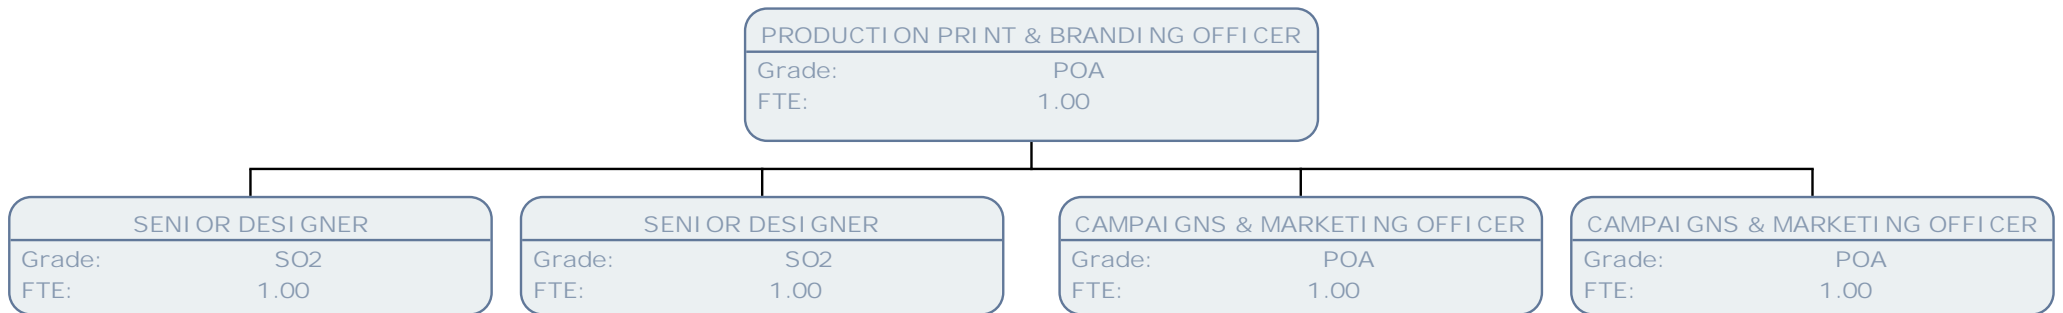 PRODUCTION PRINT & BRANDING OFFICER
Grade: POA
FTE: 1.00
SENIOR DESIGNER
Grade: SO2
FTE: 1.00
SENIOR DESIGNER
Grade: SO2
FTE: 1.00
CAMPAIGNS & MARKETING OFFICER
Grade: POA
FTE: 1.00
CAMPAIGNS & MARKETING OFFICER
Grade: POA
FTE: 1.00